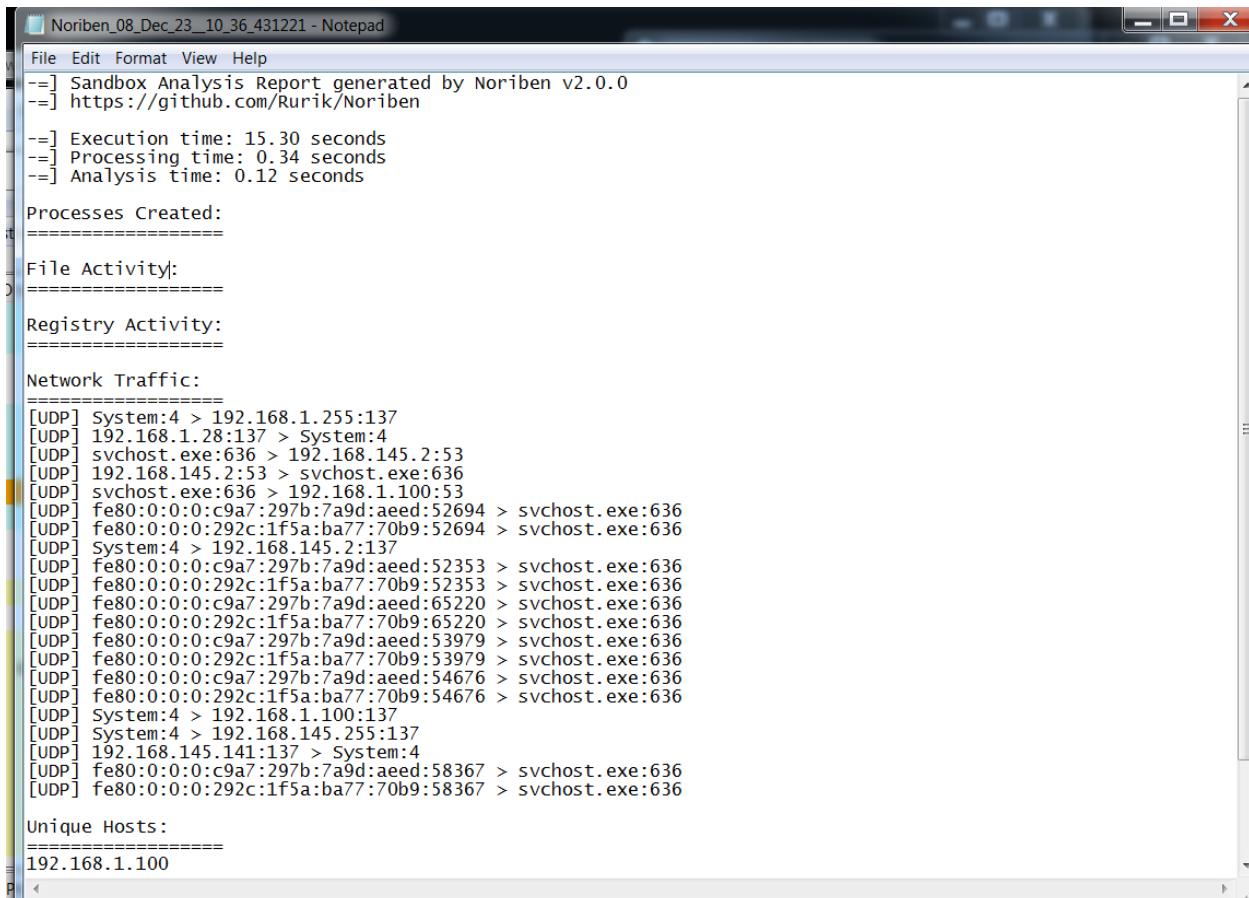 Noriben_08_Dec_23__10_36_431221 - Notepad
File Edit Format View Help
-=] Sandbox Analysis Report generated by Noriben v2.0.0
-=] https://github.com/Rurik/Noriben
-=] Execution time: 15.30 seconds
-=] Processing time: 0.34 seconds
-=] Analysis time: 0.12 seconds
Processes Created:
==================
File Activity:
==================
Registry Activity:
==================
Network Traffic:
==================
[UDP] System:4 > 192.168.1.255:137
[UDP] 192.168.1.28:137 > System:4
[UDP] svchost.exe:636 > 192.168.145.2:53
[UDP] 192.168.145.2:53 > svchost.exe:636
[UDP] svchost.exe:636 > 192.168.1.100:53
[UDP] fe80:0:0:0:c9a7:297b:7a9d:aeed:52694 > svchost.exe:636
[UDP] fe80:0:0:0:292c:1f5a:ba77:70b9:52694 > svchost.exe:636
[UDP] System:4 > 192.168.145.2:137
[UDP] fe80:0:0:0:c9a7:297b:7a9d:aeed:52353 > svchost.exe:636
[UDP] fe80:0:0:0:292c:1f5a:ba77:70b9:52353 > svchost.exe:636
[UDP] fe80:0:0:0:c9a7:297b:7a9d:aeed:65220 > svchost.exe:636
[UDP] fe80:0:0:0:292c:1f5a:ba77:70b9:65220 > svchost.exe:636
[UDP] fe80:0:0:0:c9a7:297b:7a9d:aeed:53979 > svchost.exe:636
[UDP] fe80:0:0:0:292c:1f5a:ba77:70b9:53979 > svchost.exe:636
[UDP] fe80:0:0:0:c9a7:297b:7a9d:aeed:54676 > svchost.exe:636
[UDP] fe80:0:0:0:292c:1f5a:ba77:70b9:54676 > svchost.exe:636
[UDP] System:4 > 192.168.1.100:137
[UDP] System:4 > 192.168.145.255:137
[UDP] 192.168.145.141:137 > System:4
[UDP] fe80:0:0:0:c9a7:297b:7a9d:aeed:58367 > svchost.exe:636
[UDP] fe80:0:0:0:292c:1f5a:ba77:70b9:58367 > svchost.exe:636
Unique Hosts:
==================
192.168.1.100